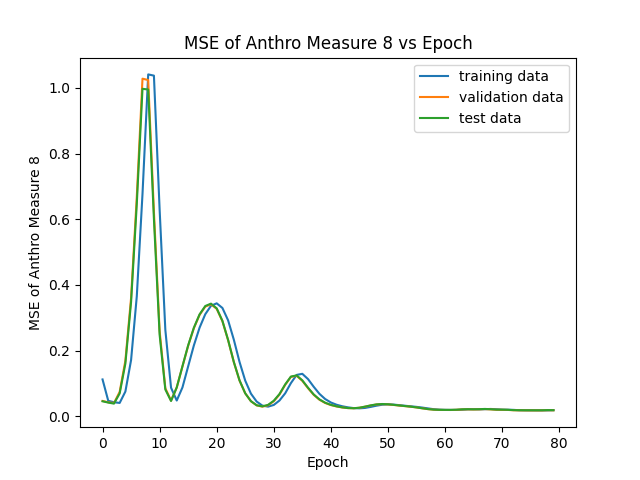 MSE of Anthro Measure 8 vs Epoch
training data
validation data
test data
MSE of Anthro Measure 8
1.0
0.8
0.6
0.4
0.2
0.0
0 10 20 30 40 50 60 70 80
Epoch